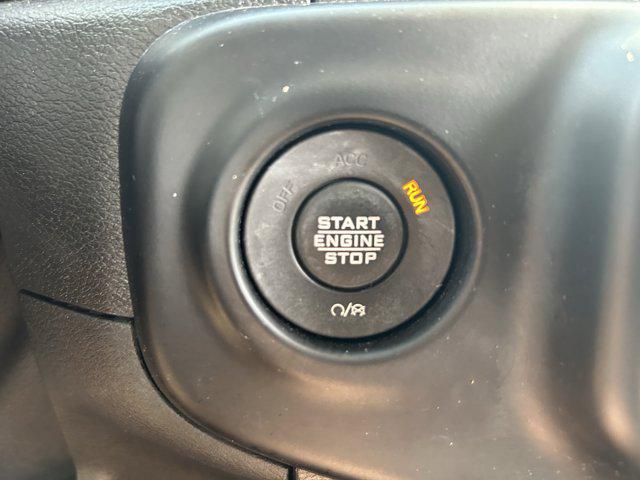 OFF
ACC
RUN
START
ENGINE
STOP